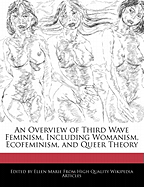 An Overview of Third Wave
Feminism, Including Womanism,
Ecofeminism, and Queer Theory
Edited by Ellen Marie From High-Quality Wikipedia
Articles